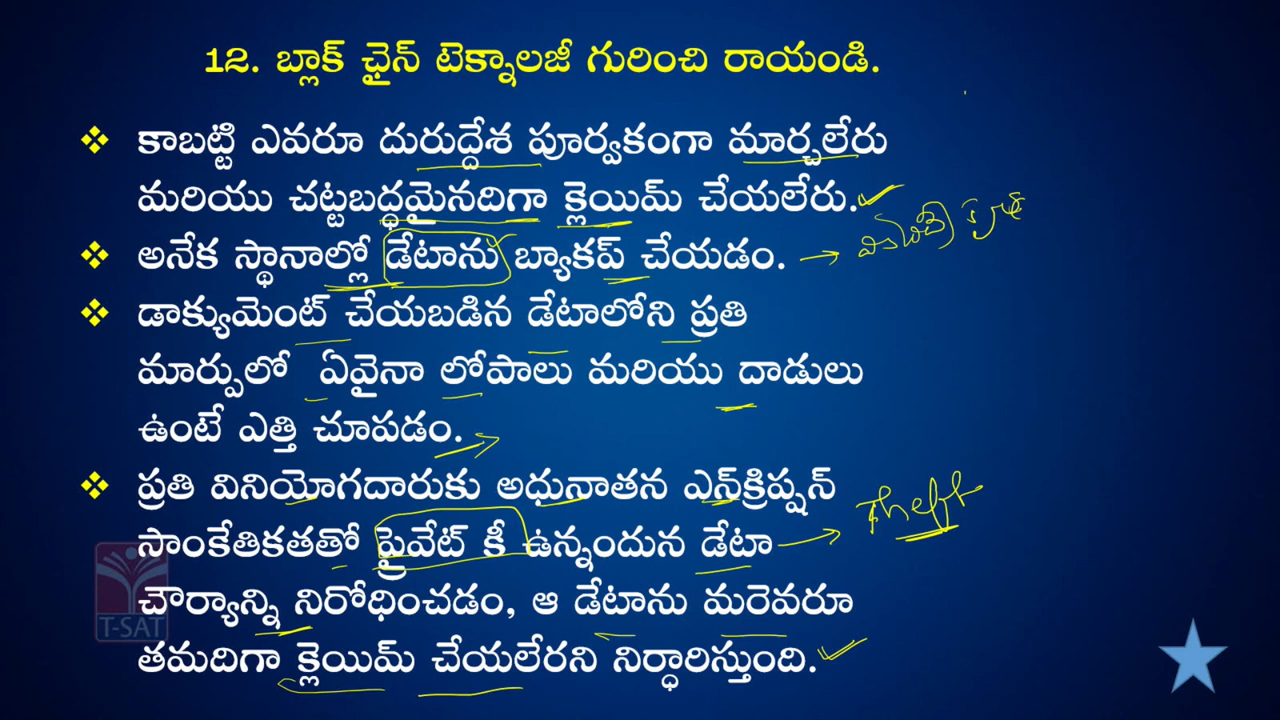 12. బ్లాక్ ఛైన్ టెక్నాలజీ గురించి రాయండి.
కాబట్టి ఎవరూ దురుద్దేశ పూర్వకంగా మార్చలేరు
మరియు చట్టబద్ధమైనదిగా క్లెయిమ్ చేయలేరు.
అనేక స్థానాల్లో డేటాను బ్యాకప్ చేయడం.
డాక్యుమెంట్ చేయబడిన డేటాలోని ప్రతి
మార్పులో ఏవైనా లోపాలు మరియు దాడులు
ఉంటే ఎత్తి చూపడం.
ప్రతి వినియోగదారుకు అధునాతన ఎన్‌క్రిప్షన్
Theft
సాంకేతికతతో ప్రైవేట్ కీ ఉన్నందున డేటా
చౌర్యాన్ని నిరోధించడం, ఆ డేటాను మరెవరూ
T-SAT
తమదిగా క్లెయిమ్ చేయలేరని నిర్ధారిస్తుంది.